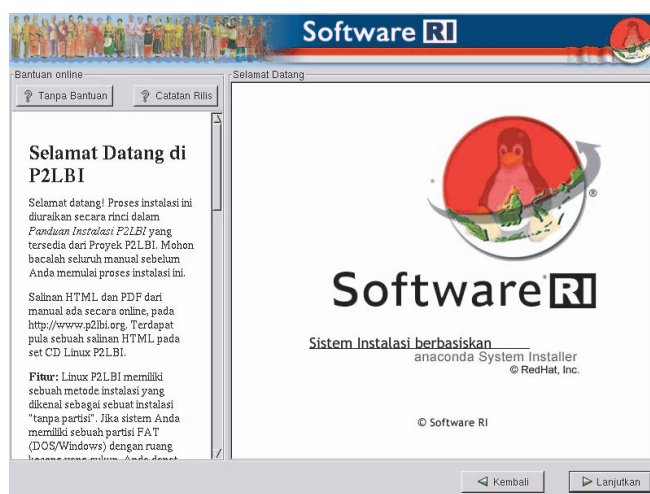 Software RI
Bantuan online
Tanpa Bantuan
Catatan Rilis
Selamat Datang di
P2LBI
Selamat datang! Proses instalasi ini
diuraikan secara rinci dalam
Panduan Instalasi P2LBI yang
tersedia dari Proyek P2LBI. Mohon
bacalah seluruh manual sebelum
Anda memulai proses instalasi ini.
Salinan HTML dan PDF dari
manual ada secara online, pada
http://www.p2lbi.org. Terdapat
pula sebuah salinan HTML pada
set CD Linux P2LBI.
Fitur: Linux P2LBI memiliki
sebuah metode instalasi yang
dikenal sebagai sebuat instalasi
"tanpa partisi". Jika sistem Anda
memiliki sebuah partisi FAT
(DOS/Windows) dengan ruang
kosong yang cukup, Anda dapat
Selamat Datang
®
Software RI
Sistem Instalasi berbasiskan
anaconda System Installer
© RedHat, Inc.
© Software RI
Kembali
Lanjutkan